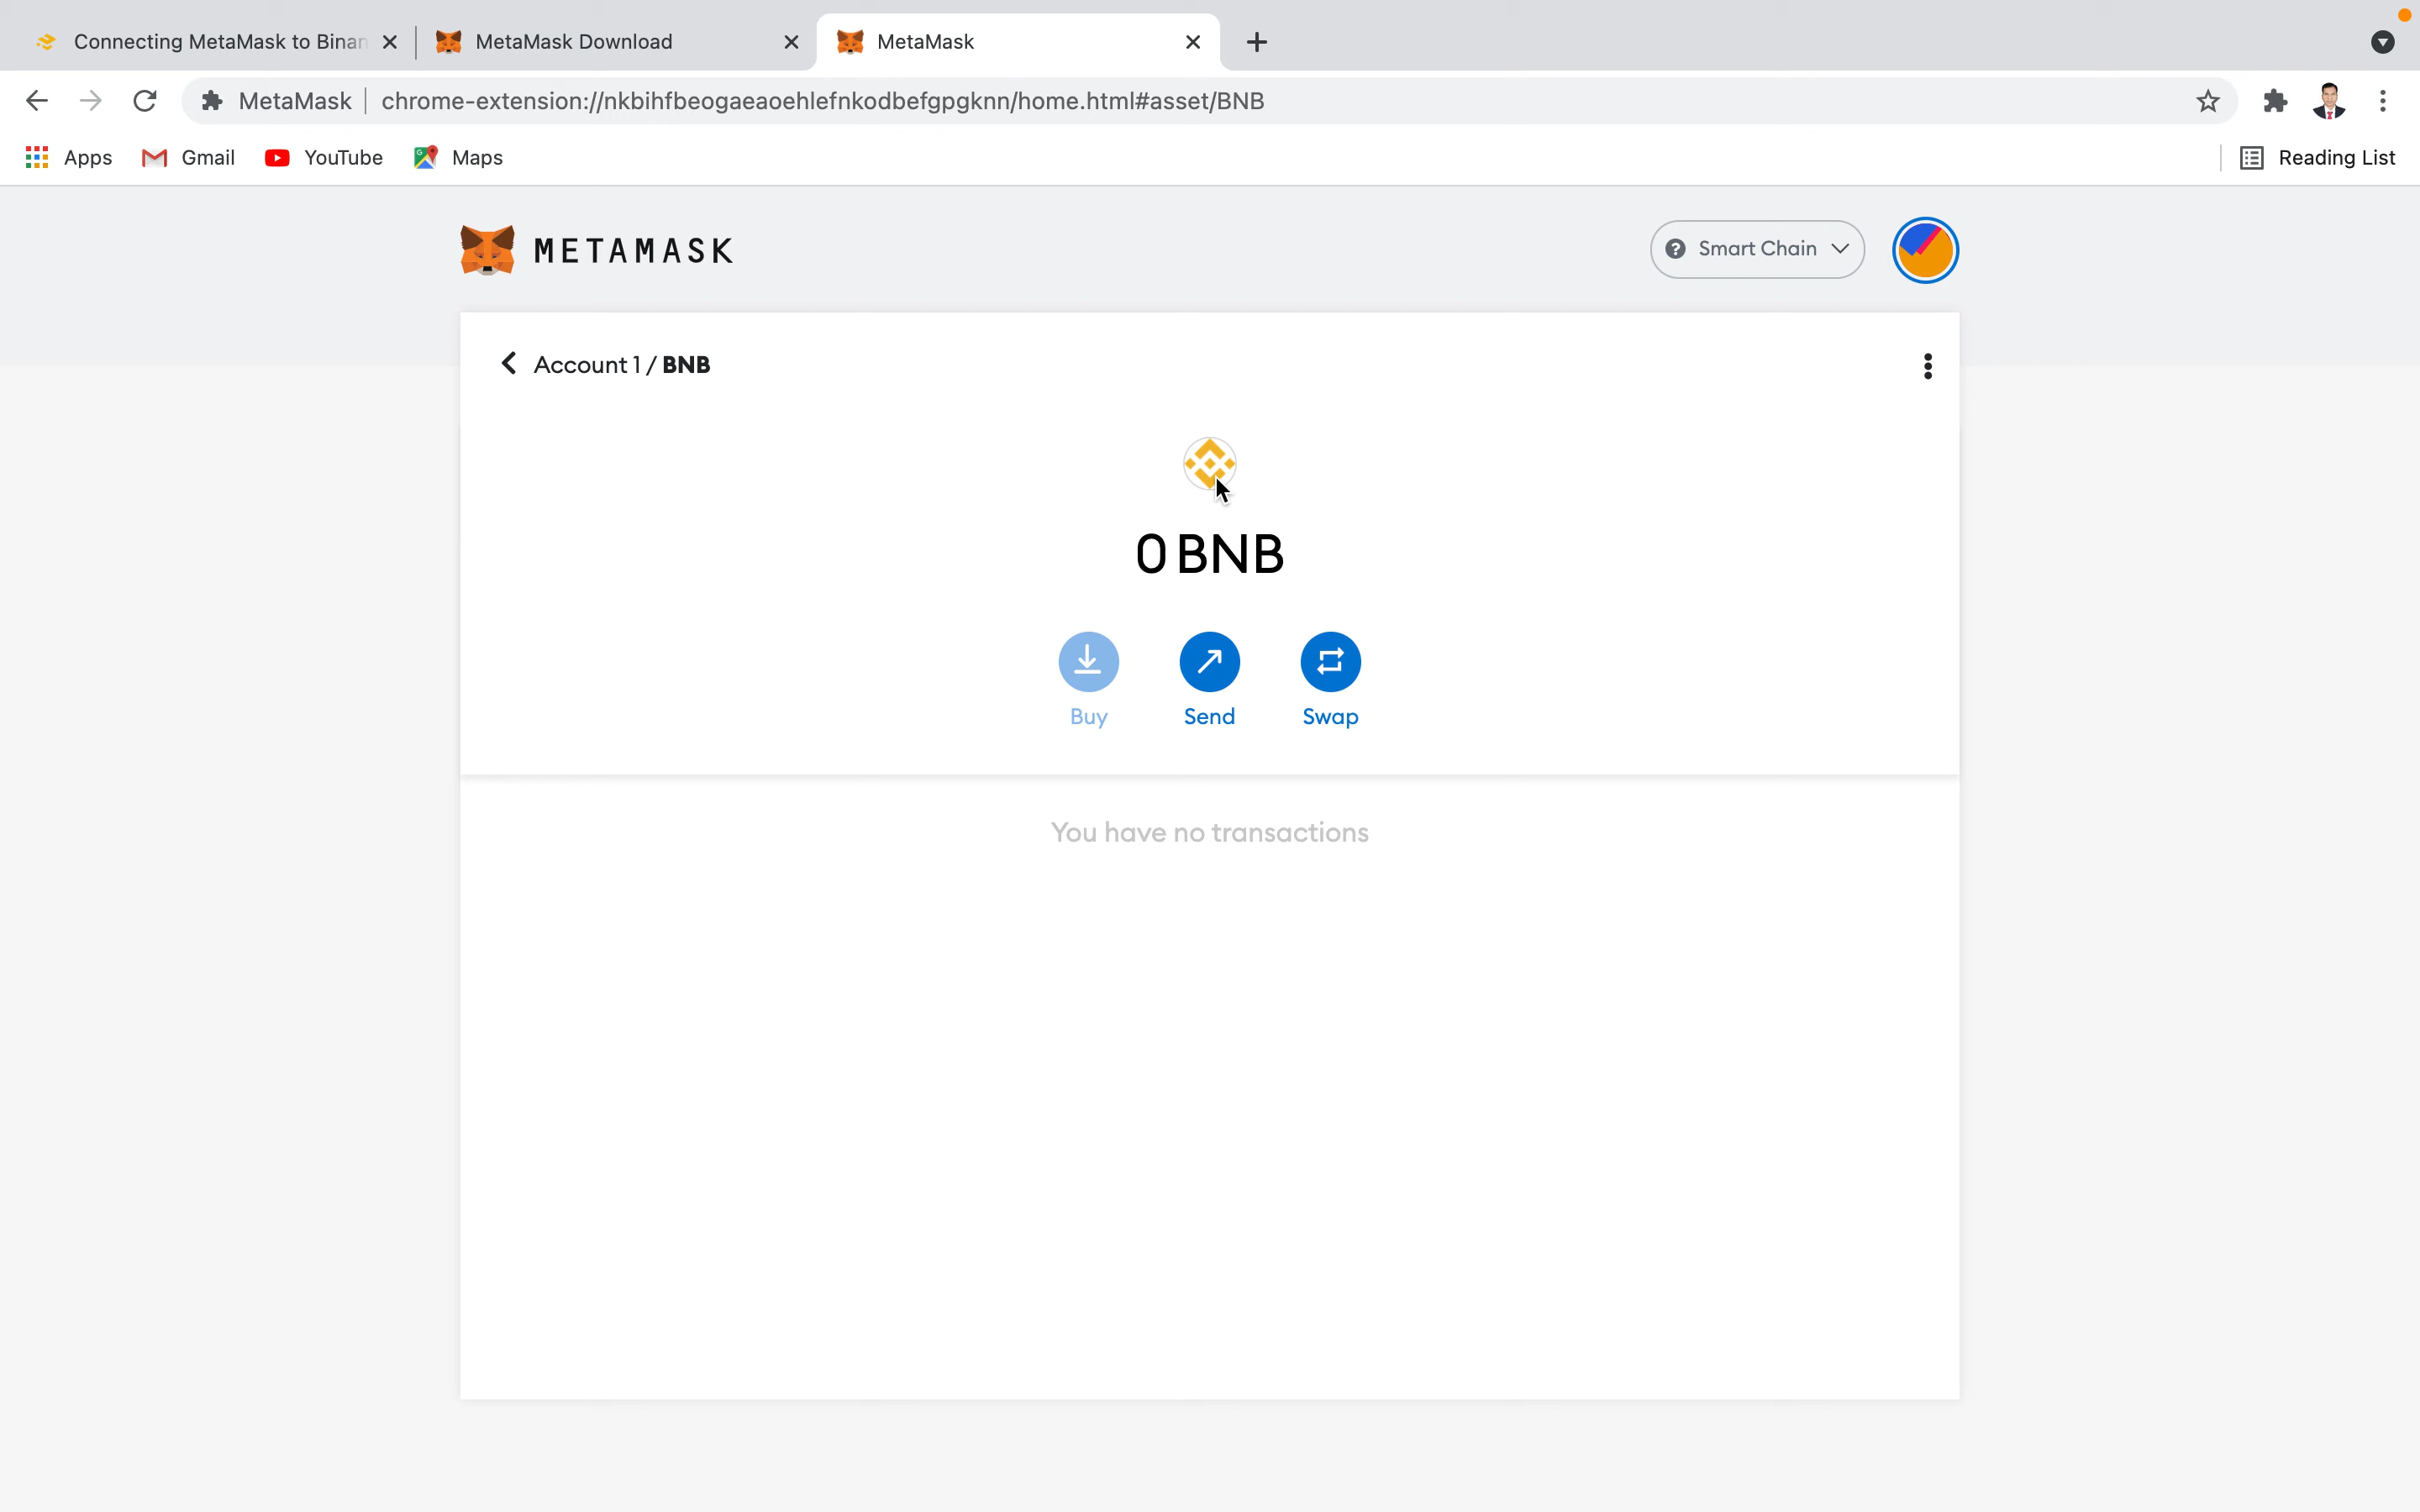 Connecting MetaMask to Binan
MetaMask Download
MetaMask
MetaMask
chrome-extension://nkbihfbeogaeaoehlefnkodbefgpgknn/home.html#asset/BNB
Apps
Gmail
YouTube
Maps
Reading List
METAMASK
Smart Chain
Account 1 / BNB
0 BNB
Buy
Send
Swap
You have no transactions